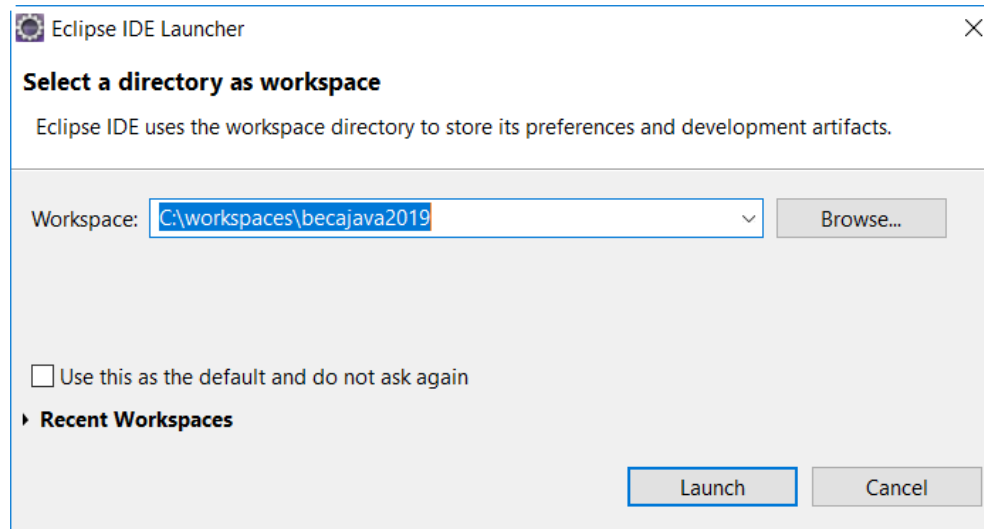 Eclipse IDE Launcher
Select a directory as workspace
Eclipse IDE uses the workspace directory to store its preferences and development artifacts.
Workspace: C:\workspaces\becajava2019 Browse...
Use this as the default and do not ask again
Recent Workspaces
Launch Cancel